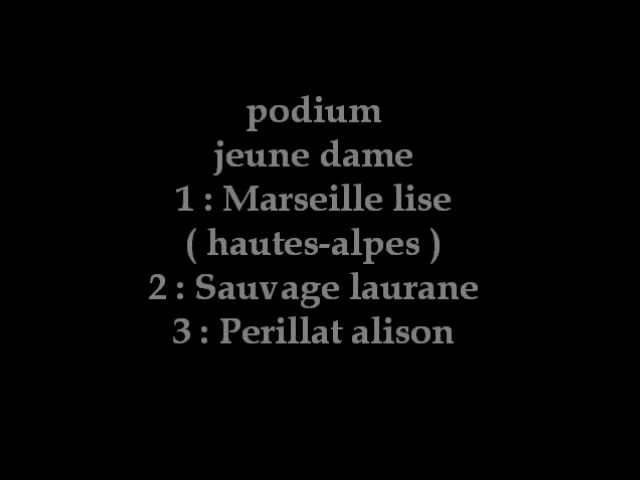 podium
jeune dame
1 : Marseille lise
( hautes-alpes )
2 : Sauvage laurane
3 : Perillat alison